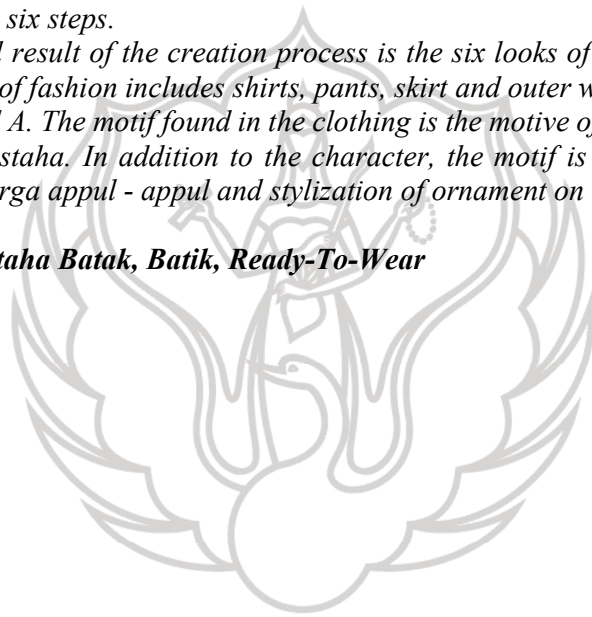 six steps.
result of the creation process is the six looks of
of fashion includes shirts, pants, skirt and outer w
A. The motif found in the clothing is the motive of
staha. In addition to the character, the motif is
rga appul - appul and stylization of ornament on
taha Batak, Batik, Ready-To-Wear